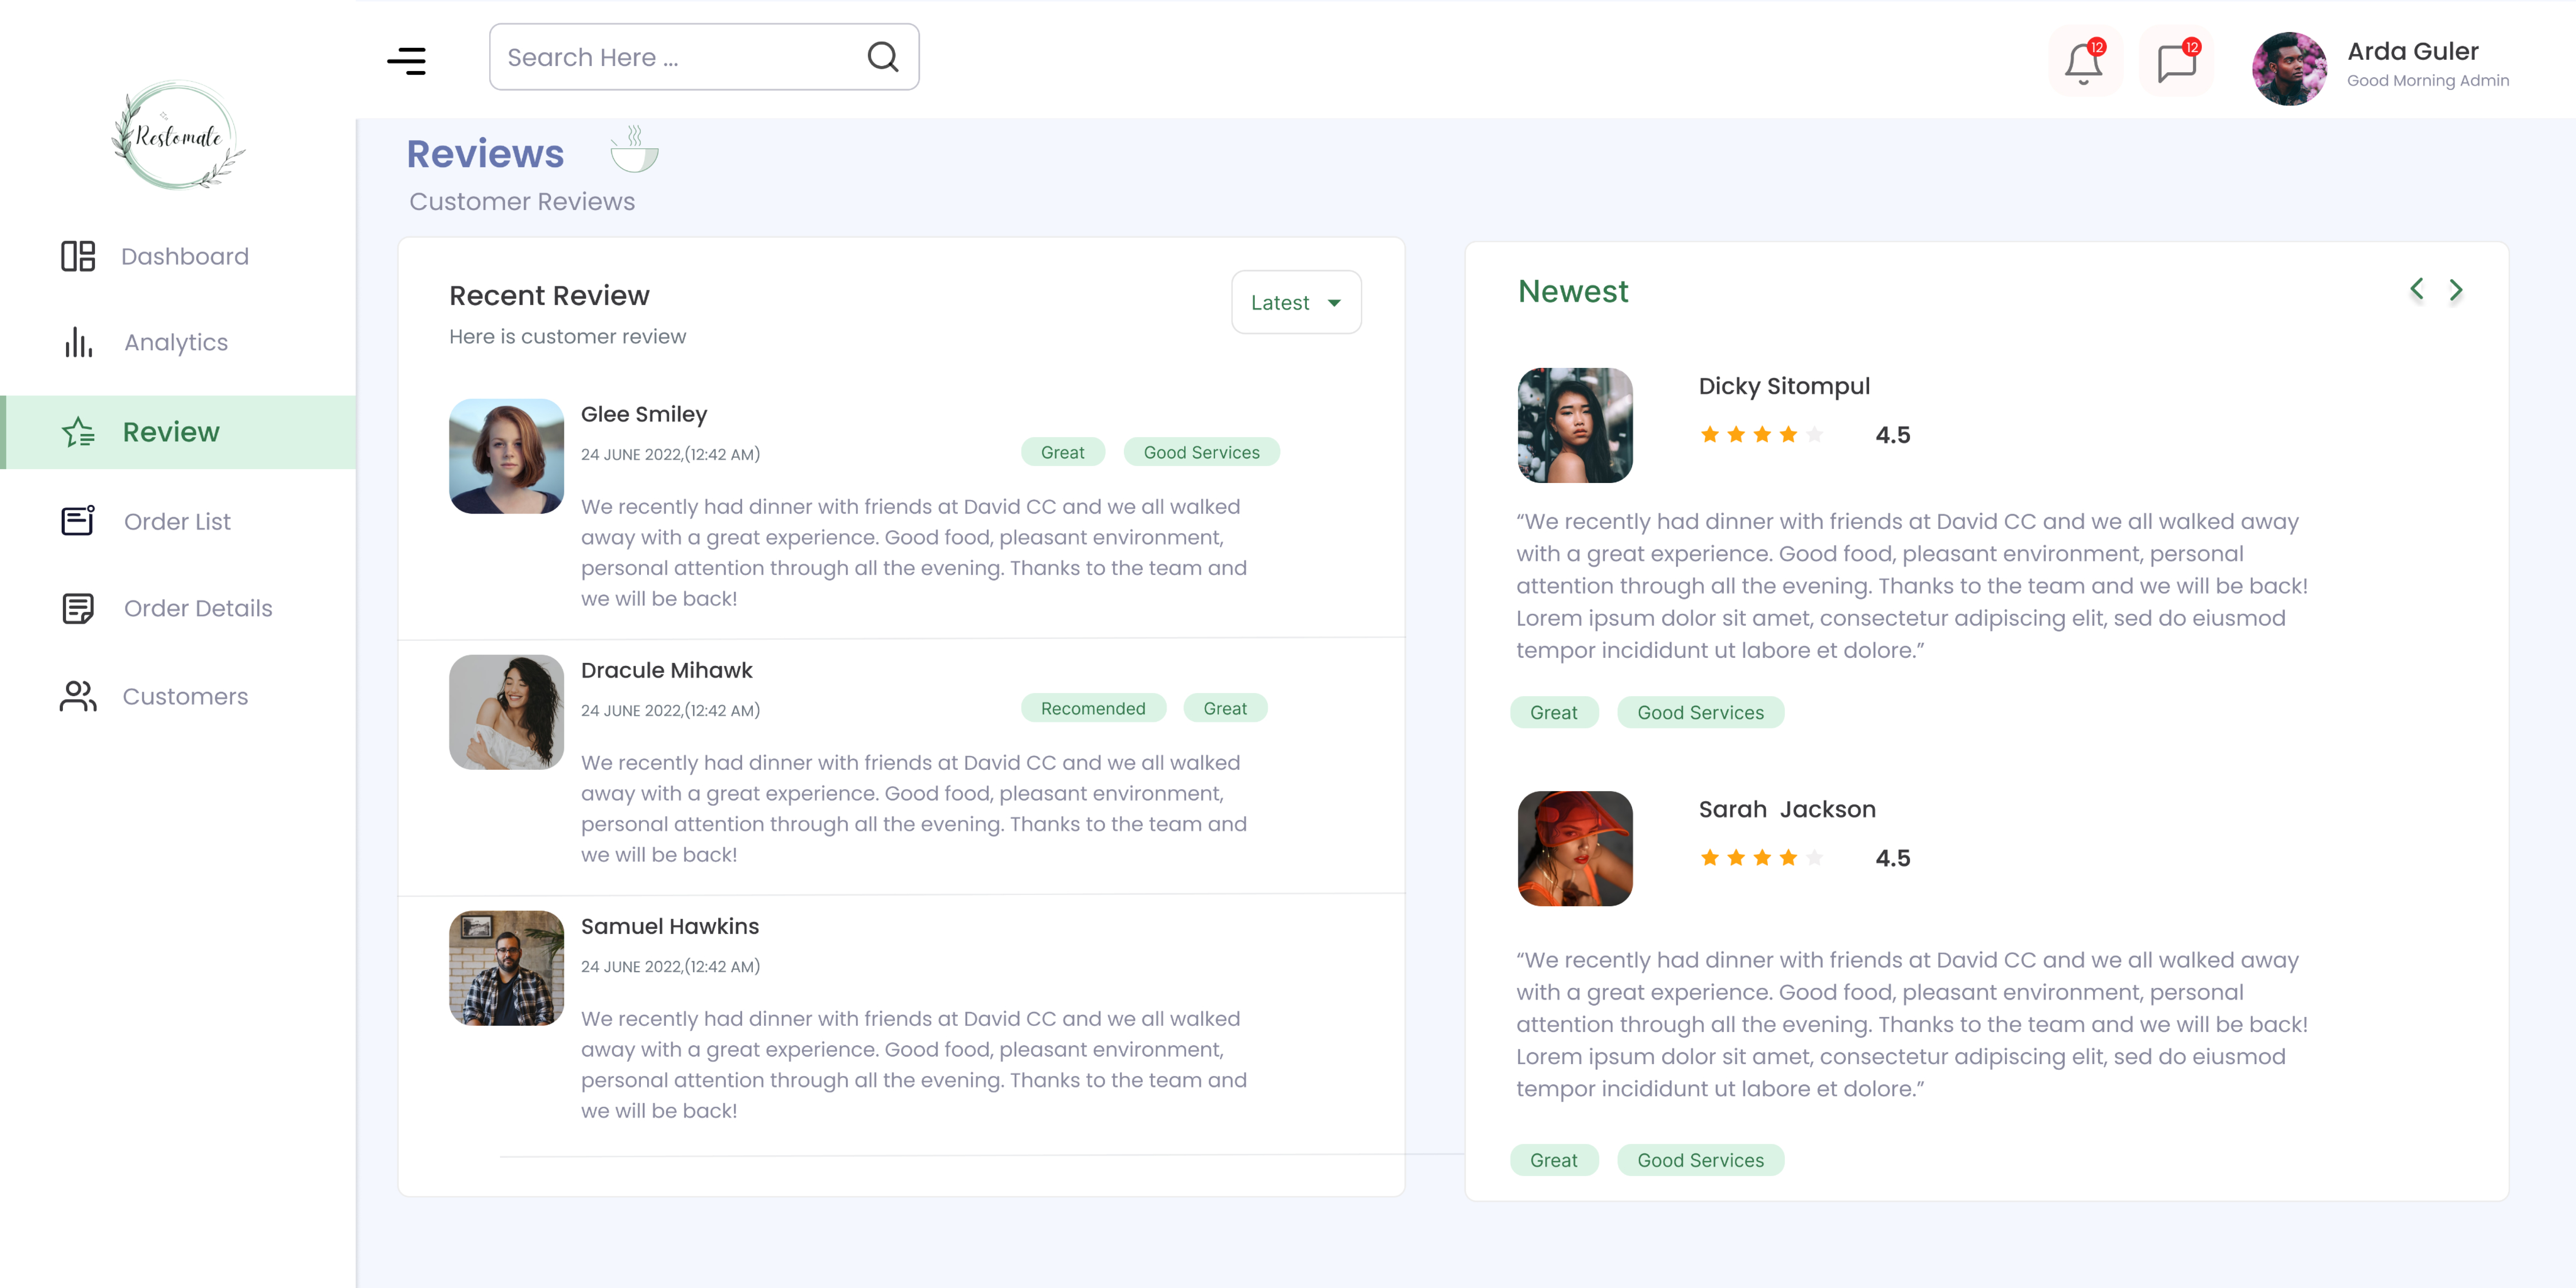 Restomate
Dashboard
Analytics
Review
Order List
Order Details
Customers
Search Here ...
12
12
Arda Guler
Good Morning Admin
Reviews
Customer Reviews
Recent Review
Here is customer review
Latest
Glee Smiley
24 JUNE 2022,(12:42 AM)
Great
Good Services
We recently had dinner with friends at David CC and we all walked
away with a great experience. Good food, pleasant environment,
personal attention through all the evening. Thanks to the team and
we will be back!
Dracule Mihawk
24 JUNE 2022,(12:42 AM)
Recomended
Great
We recently had dinner with friends at David CC and we all walked
away with a great experience. Good food, pleasant environment,
personal attention through all the evening. Thanks to the team and
we will be back!
Samuel Hawkins
24 JUNE 2022,(12:42 AM)
We recently had dinner with friends at David CC and we all walked
away with a great experience. Good food, pleasant environment,
personal attention through all the evening. Thanks to the team and
we will be back!
Newest
Dicky Sitompul
4.5
“We recently had dinner with friends at David CC and we all walked away
with a great experience. Good food, pleasant environment, personal
attention through all the evening. Thanks to the team and we will be back!
Lorem ipsum dolor sit amet, consectetur adipiscing elit, sed do eiusmod
tempor incididunt ut labore et dolore.”
Great
Good Services
Sarah  Jackson
4.5
“We recently had dinner with friends at David CC and we all walked away
with a great experience. Good food, pleasant environment, personal
attention through all the evening. Thanks to the team and we will be back!
Lorem ipsum dolor sit amet, consectetur adipiscing elit, sed do eiusmod
tempor incididunt ut labore et dolore.”
Great
Good Services